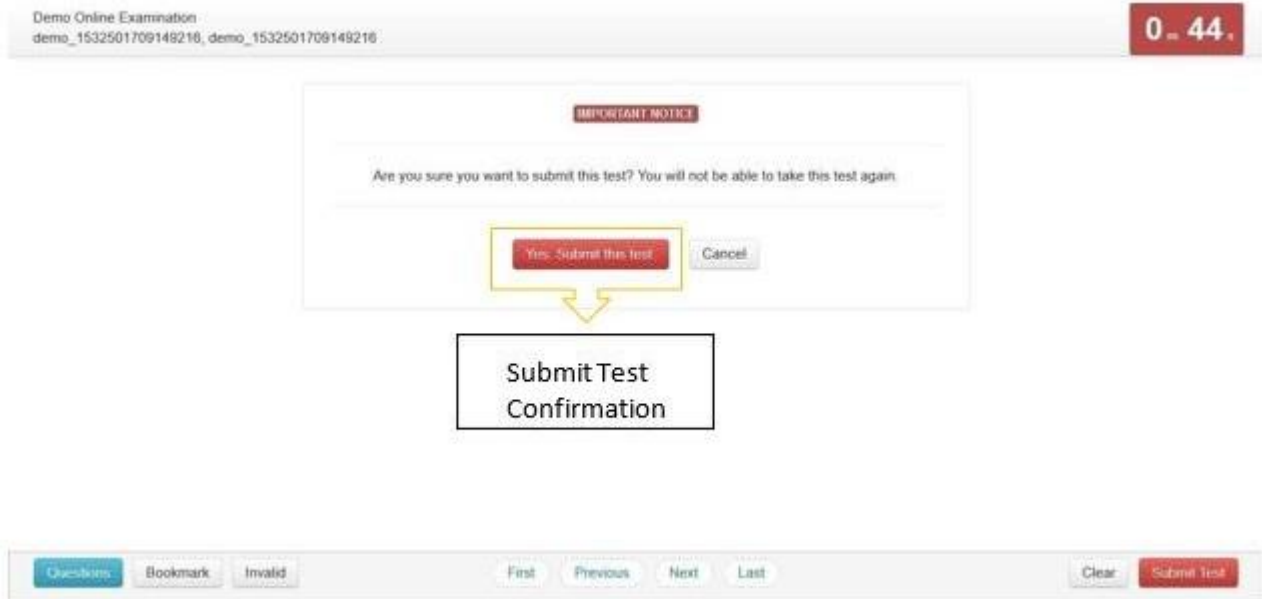 Demo Online Examination
demo_1532501709149216, demo_1532501709149216
0 m 44 s
IMPORTANT NOTICE
Are you sure you want to submit this test? You will not be able to take this test again.
Yes. Submit this test
Cancel
Submit Test
Confirmation
Questions
Bookmark
Invalid
First
Previous
Next
Last
Clear
Submit Test